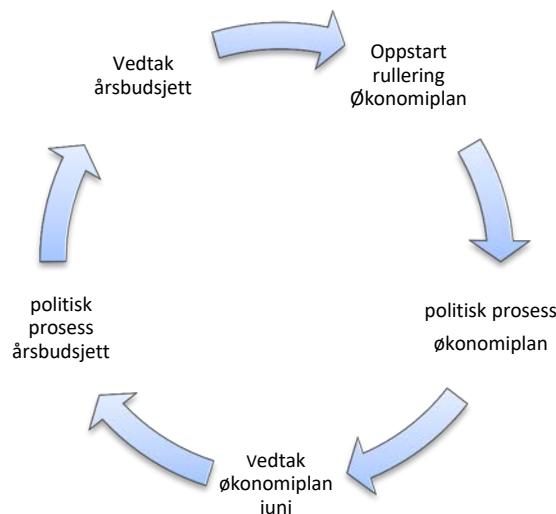 Vedtak
årsbudsjett
Oppstart
rullering
Økonomiplan
politisk prosess
økonomiplan
Vedtak
økonomiplan
juni
politisk
prosess
årsbudsjett